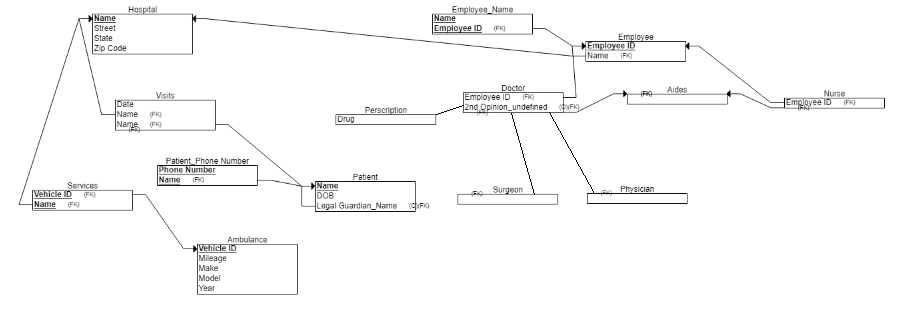 Hospital
Name
Street
State
Zip Code
Employee_Name
Name
Employee ID (FK)
Employee
Employee ID
Name (FK)
Visits
Date
Name (FK)
Name (FK)
(FK)
Perscription
Drug
Doctor
Employee ID (FK)
2nd_Opinion_undefined (O)(FK)
(FK)
Aides
(FK)
Nurse
Employee ID (FK)
(FK)
Patient_Phone Number
Phone Number
Name (FK)
Patient
Name
DOB
Legal Guardian_Name (O)(FK)
Surgeon
(FK)
Physician
(FK)
Services
Vehicle ID (FK)
Name (FK)
Ambulance
Vehicle ID
Mileage
Make
Model
Year